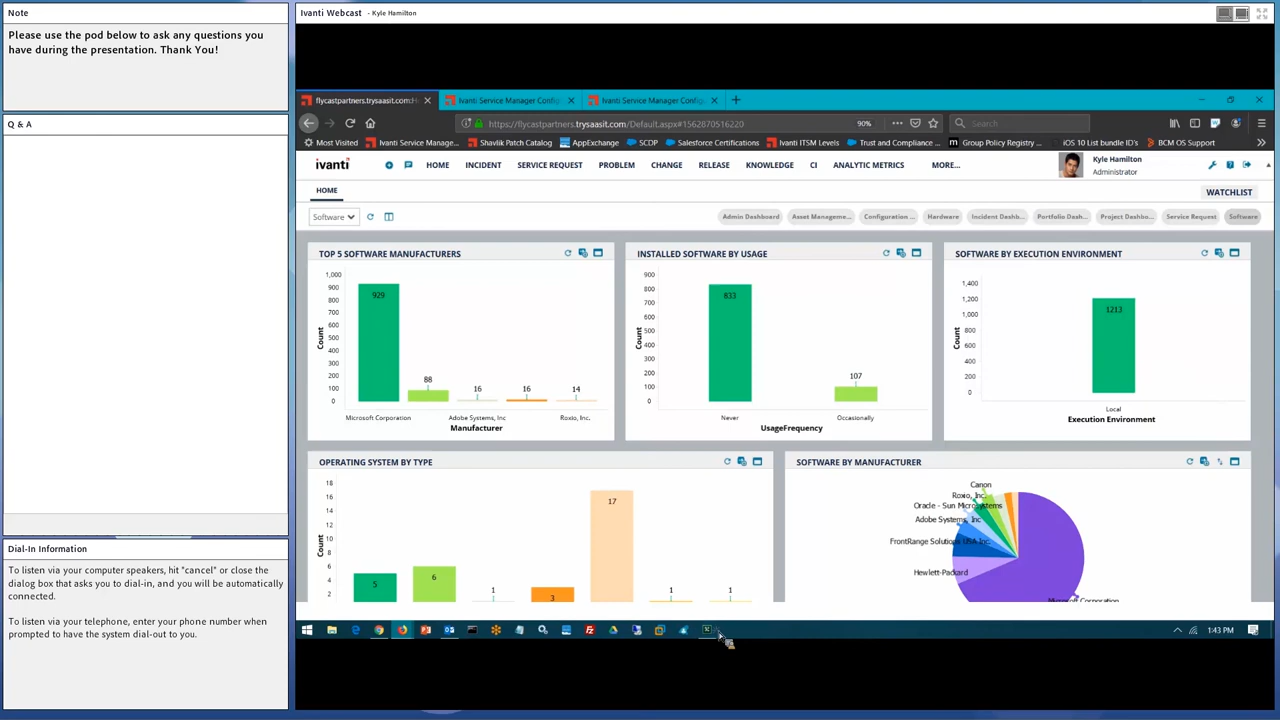 Note
Please use the pod below to ask any questions you
have during the presentation. Thank You!
Q & A
Dial-In Information
To listen via your computer speakers, hit "cancel" or close the
dialog box that asks you to dial-in, and you will be automatically
connected.
To listen via your telephone, enter your phone number when
prompted to have the system dial-out to you.
Ivanti Webcast - Kyle Hamilton
flycastpartners.trysaasit.com:H
Ivanti Service Manager Config
Ivanti Service Manager Config
https://flycastpartners.trysaasit.com/Default.aspx#1562870516220
90%
Search
Most Visited
Ivanti Service Manage...
Shavlik Patch Catalog
AppExchange
SCDP
Salesforce Certifications
Ivanti ITSM Levels
Trust and Compliance ...
Group Policy Registry ...
iOS 10 List bundle ID's
BCM OS Support
ivanti
HOME
INCIDENT
SERVICE REQUEST
PROBLEM
CHANGE
RELEASE
KNOWLEDGE
CI
ANALYTIC METRICS
MORE...
Kyle Hamilton
Administrator
HOME
WATCHLIST
Software
Admin Dashboard
Asset Manageme...
Configuration ...
Hardware
Incident Dashb...
Portfolio Dash...
Project Dashbo...
Service Request
Software
TOP 5 SOFTWARE MANUFACTURERS
1,000
900
800
700
600
500
400
300
200
100
0
Count
929
88
16
16
14
Microsoft Corporation
Adobe Systems, Inc
Roxio, Inc.
Manufacturer
INSTALLED SOFTWARE BY USAGE
900
800
700
600
500
400
300
200
100
0
Count
833
107
Never
Occasionally
UsageFrequency
SOFTWARE BY EXECUTION ENVIRONMENT
1,400
1,200
1,000
800
600
400
200
0
Count
1213
Local
Execution Environment
OPERATING SYSTEM BY TYPE
18
16
14
12
10
8
6
4
2
Count
5
6
1
3
17
1
1
SOFTWARE BY MANUFACTURER
Canon
Roxio, Inc.
Oracle - Sun Microsystems
Adobe Systems, Inc
FrontRange Solutions USA Inc.
Hewlett-Packard
Microsoft Corporation
1:43 PM